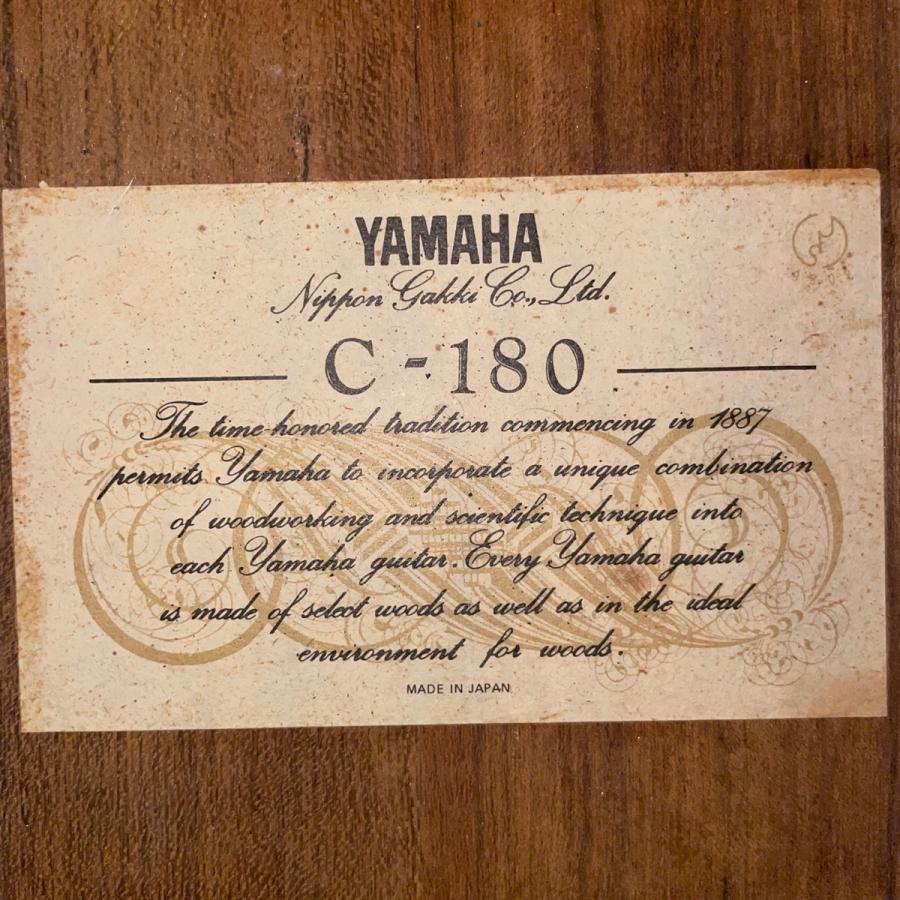 YAMAHA
Nippon Gakki Co., Ltd.
C-180
The time-honored tradition commencing in 1887
permits Yamaha to incorporate a unique combination
of woodworking and scientific technique into
each Yamaha guitar. Every Yamaha guitar
is made of select woods as well as in the ideal
environment for woods.
MADE IN JAPAN